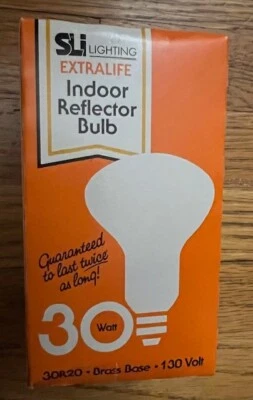 SLi LIGHTING
EXTRALIFE
Indoor
Reflector
Bulb
Guaranteed
to last twice
as long!
30 Watt
30R20 - Brass Base • 130 Volt